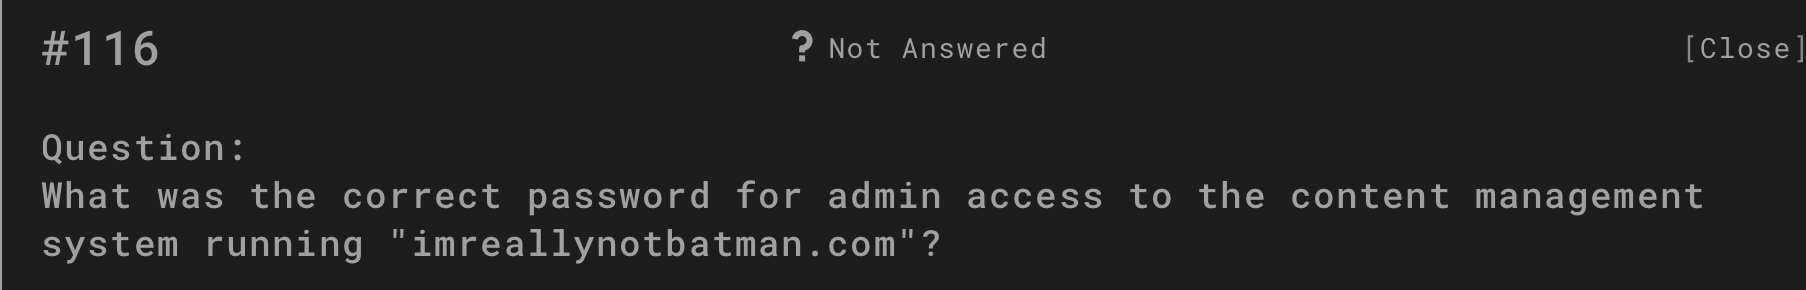 #116
? Not Answered
[Close]
Question:
What was the correct password for admin access to the content management
system running "imreallynotbatman.com"?